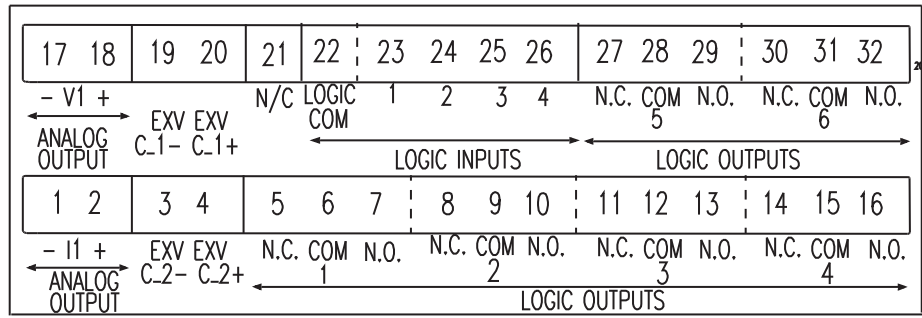 17 18 19 20 21 22 23 24 25 26 27 28 29 30 31 32
- V1 + N/C LOGIC 1 2 3 4 N.C. COM N.O. N.C. COM N.O.
EXV EXV COM 5 6
ANALOG C_1- C_1+
OUTPUT LOGIC INPUTS LOGIC OUTPUTS
1 2 3 4 5 6 7 8 9 10 11 12 13 14 15 16
- I1 + EXV EXV N.C. COM N.O. N.C. COM N.O. N.C. COM N.O. N.C. COM N.O.
C_2- C_2+ 1 2 3 4
ANALOG
OUTPUT LOGIC OUTPUTS